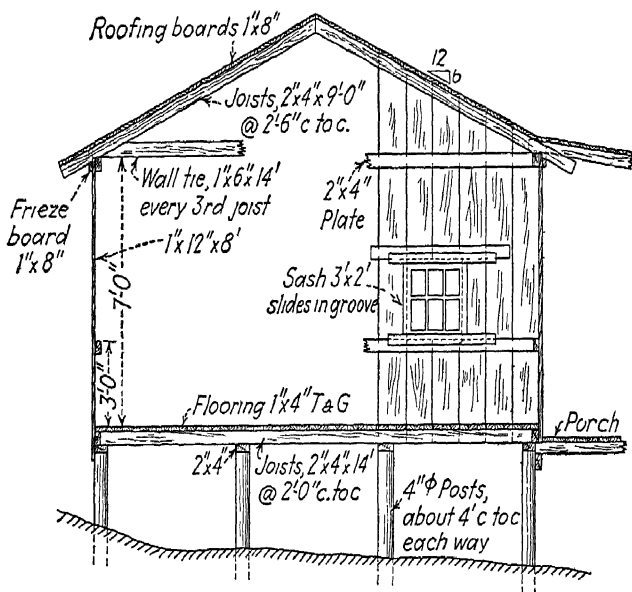 Roofing boards 1"x8"
12
6
Joists, 2"x4"x9'-0"
@ 2'-6" c to c.
Wall tie, 1"x6"x14'
every 3rd joist
2"x4"
Plate
Frieze
board
1"x8"
1"x12"x8'
7'-0"
Sash 3'x2'
slides in groove
3'-0"
Flooring 1"x4" T&G
Porch
2"x4"
Joists, 2"x4"x14'
@ 2'-0" c. to c
4"φ Posts,
about 4' c to c
each way